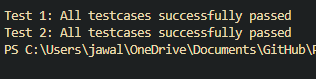 Test 1: All testcases successfully passed
Test 2: All testcases successfully passed
PS C:\Users\jawal\OneDrive\Documents\GitHub\